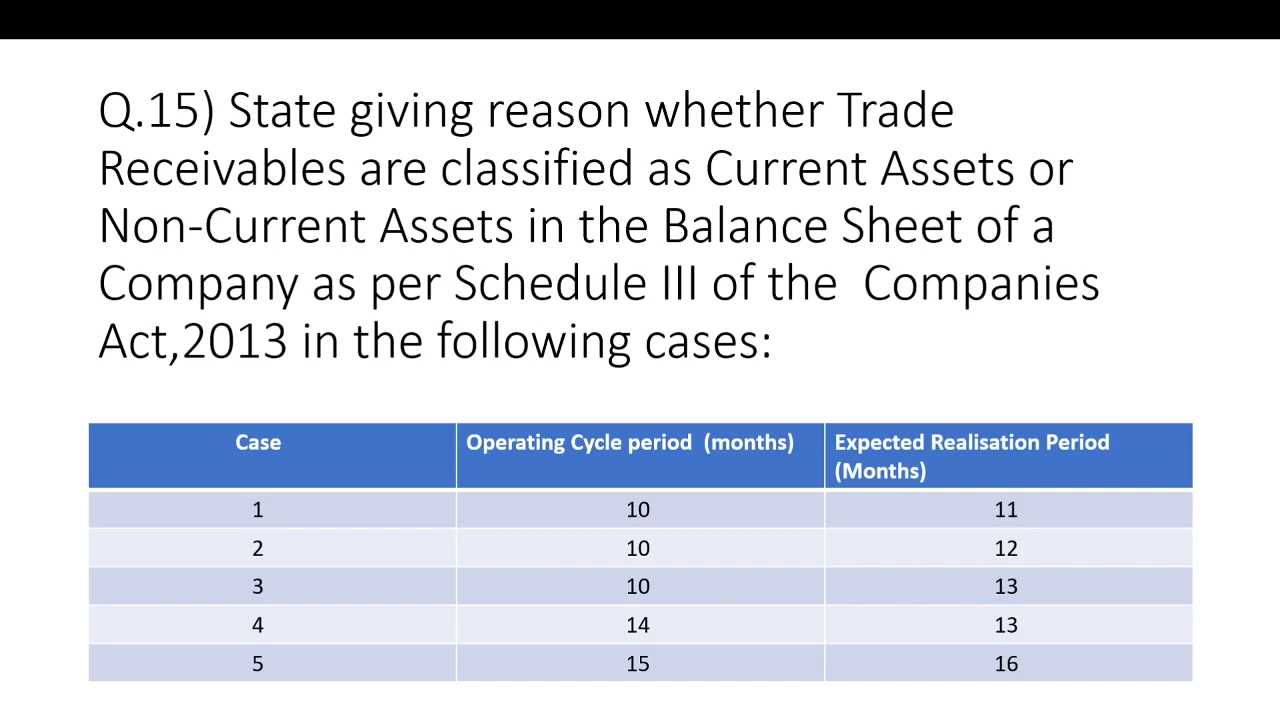 Q.15) State giving reason whether Trade
Receivables are classified as Current Assets or
Non-Current Assets in the Balance Sheet of a
Company as per Schedule III of the  Companies
Act,2013 in the following cases:
Case Operating Cycle period  (months) Expected Realisation Period
(Months)
1 10 11
2 10 12
3 10 13
4 14 13
5 15 16